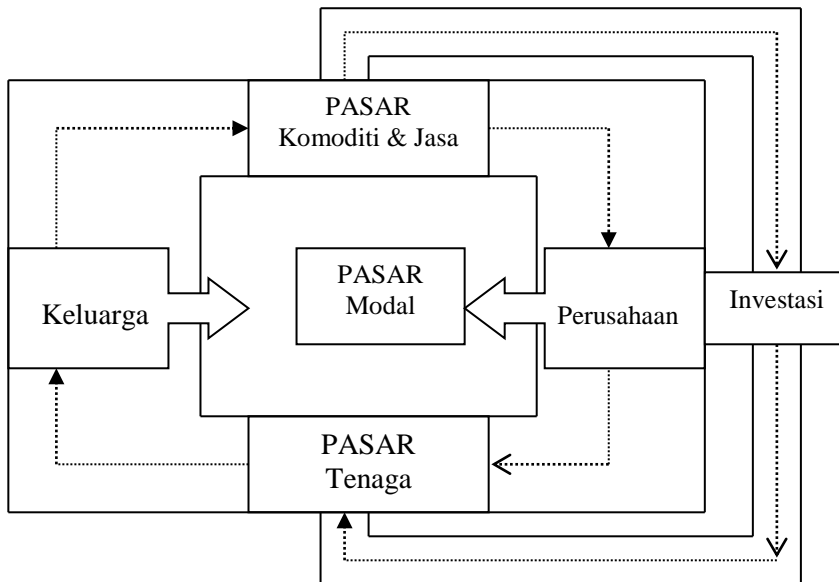 PASAR
Komoditi & Jasa
Keluarga
PASAR
Modal
Perusahaan
Investasi
PASAR
Tenaga